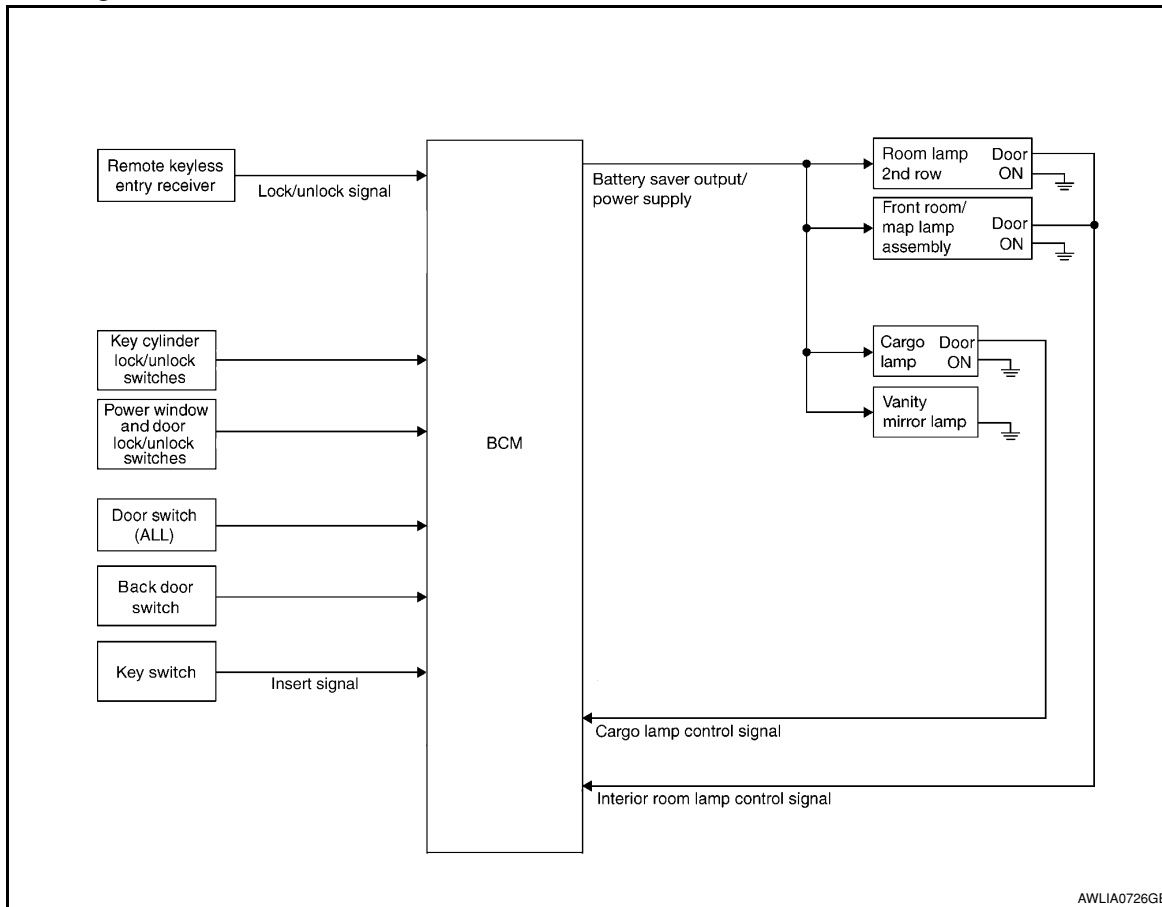 Remote keyless
entry receiver
Lock/unlock signal
Key cylinder
lock/unlock
switches
Power window
and door
lock/unlock
switches
Door switch
(ALL)
Back door
switch
Key switch
Insert signal
BCM
Battery saver output/
power supply
Room lamp Door
2nd row ON
Front room/
map lamp Door
assembly ON
Cargo Door
lamp ON
Vanity
mirror lamp
Cargo lamp control signal
Interior room lamp control signal